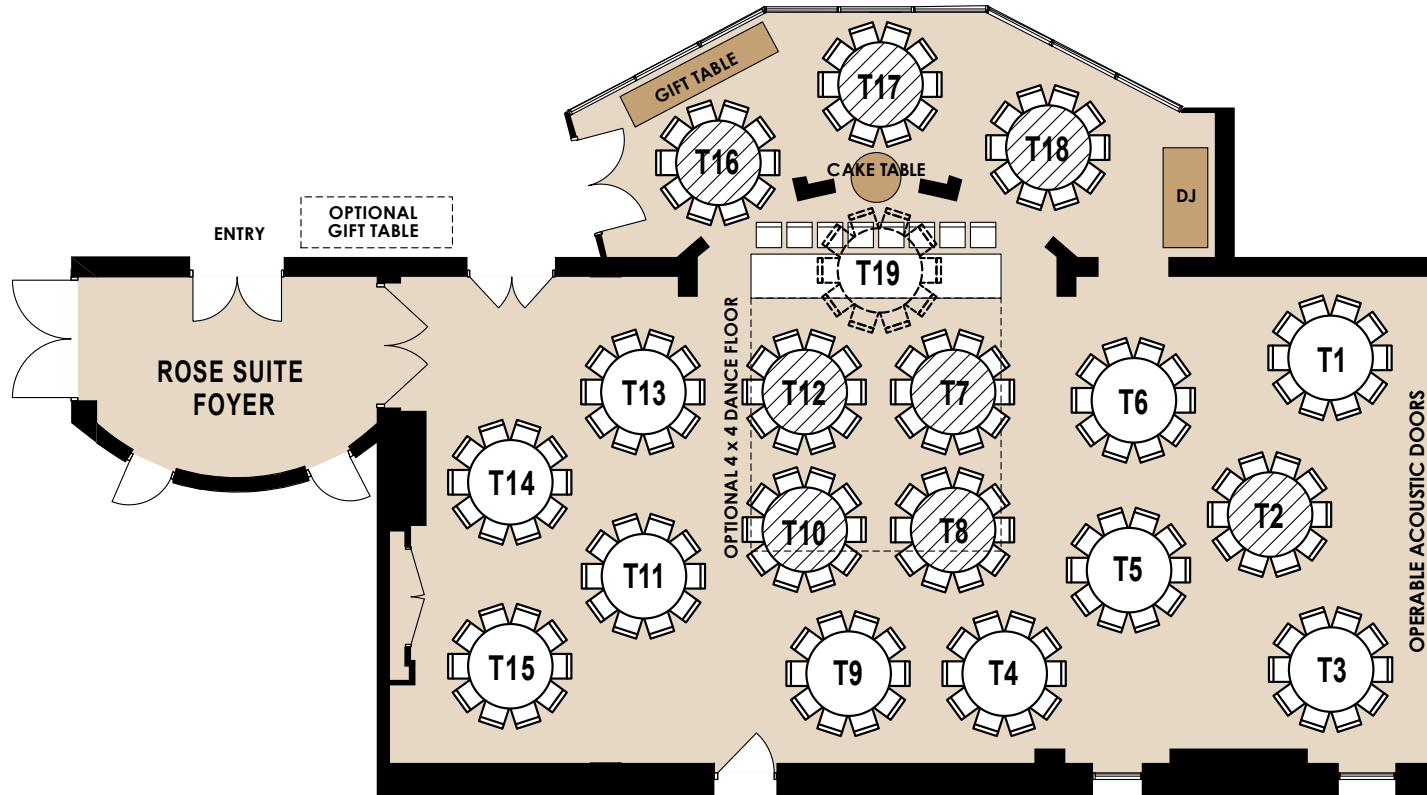 GIFT TABLE
T17
T18
T16
CAKE TABLE
DJ
OPTIONAL
GIFT TABLE
ENTRY
T19
ROSE SUITE
FOYER
OPTIONAL 4 x 4 DANCE FLOOR
T13
T12
T7
T6
T1
OPERABLE ACOUSTIC DOORS
T14
T10
T8
T2
T11
T5
T15
T9
T4
T3